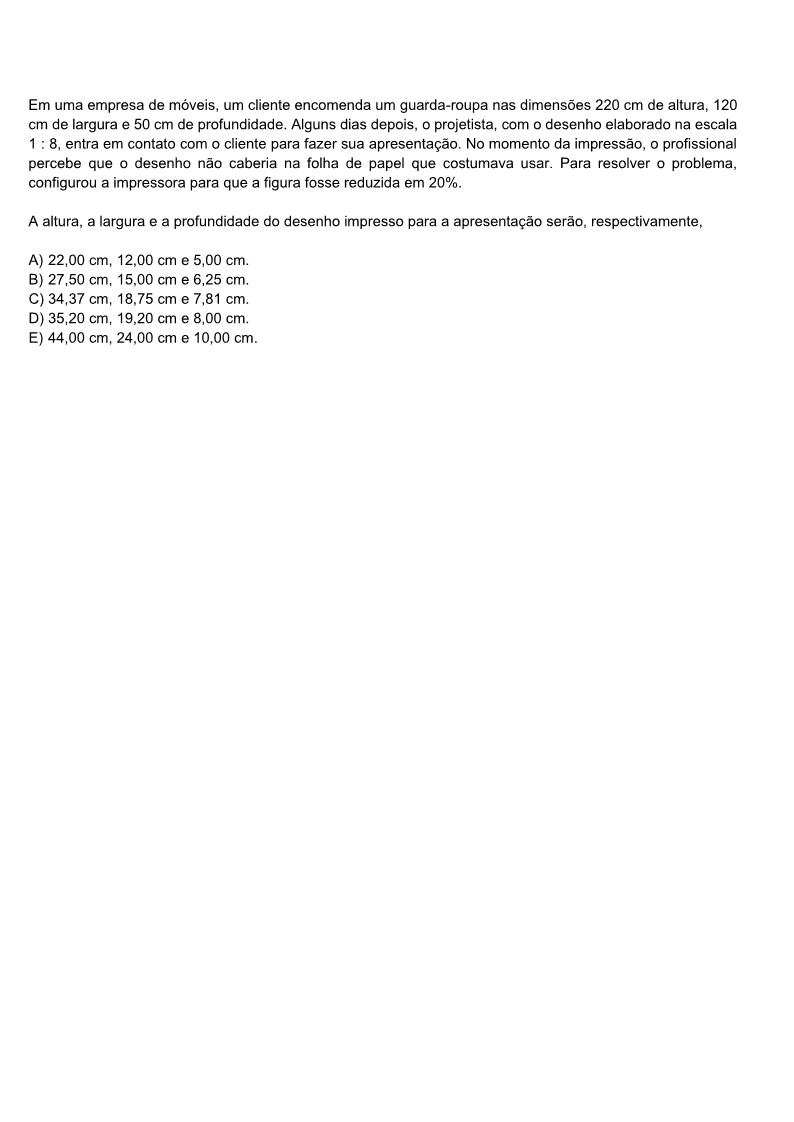 Em uma empresa de móveis, um cliente encomenda um guarda-roupa nas dimensões 220 cm de altura, 120
cm de largura e 50 cm de profundidade. Alguns dias depois, o projetista, com o desenho elaborado na escala
1 : 8, entra em contato com o cliente para fazer sua apresentação. No momento da impressão, o profissional
percebe que o desenho não caberia na folha de papel que costumava usar. Para resolver o problema,
configurou a impressora para que a figura fosse reduzida em 20%.
A altura, a largura e a profundidade do desenho impresso para a apresentação serão, respectivamente,
A) 22,00 cm, 12,00 cm e 5,00 cm.
B) 27,50 cm, 15,00 cm e 6,25 cm.
C) 34,37 cm, 18,75 cm e 7,81 cm.
D) 35,20 cm, 19,20 cm e 8,00 cm.
E) 44,00 cm, 24,00 cm e 10,00 cm.